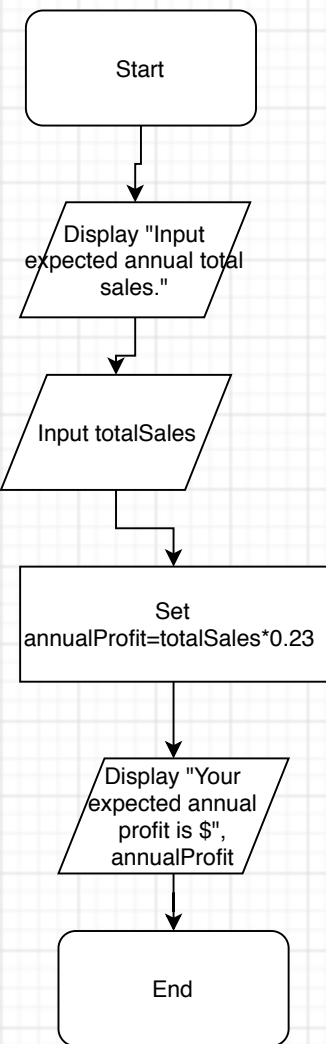 Start
Display "Input
expected annual total
sales."
Input totalSales
Set
annualProfit=totalSales*0.23
Display "Your
expected annual
profit is $",
annualProfit
End